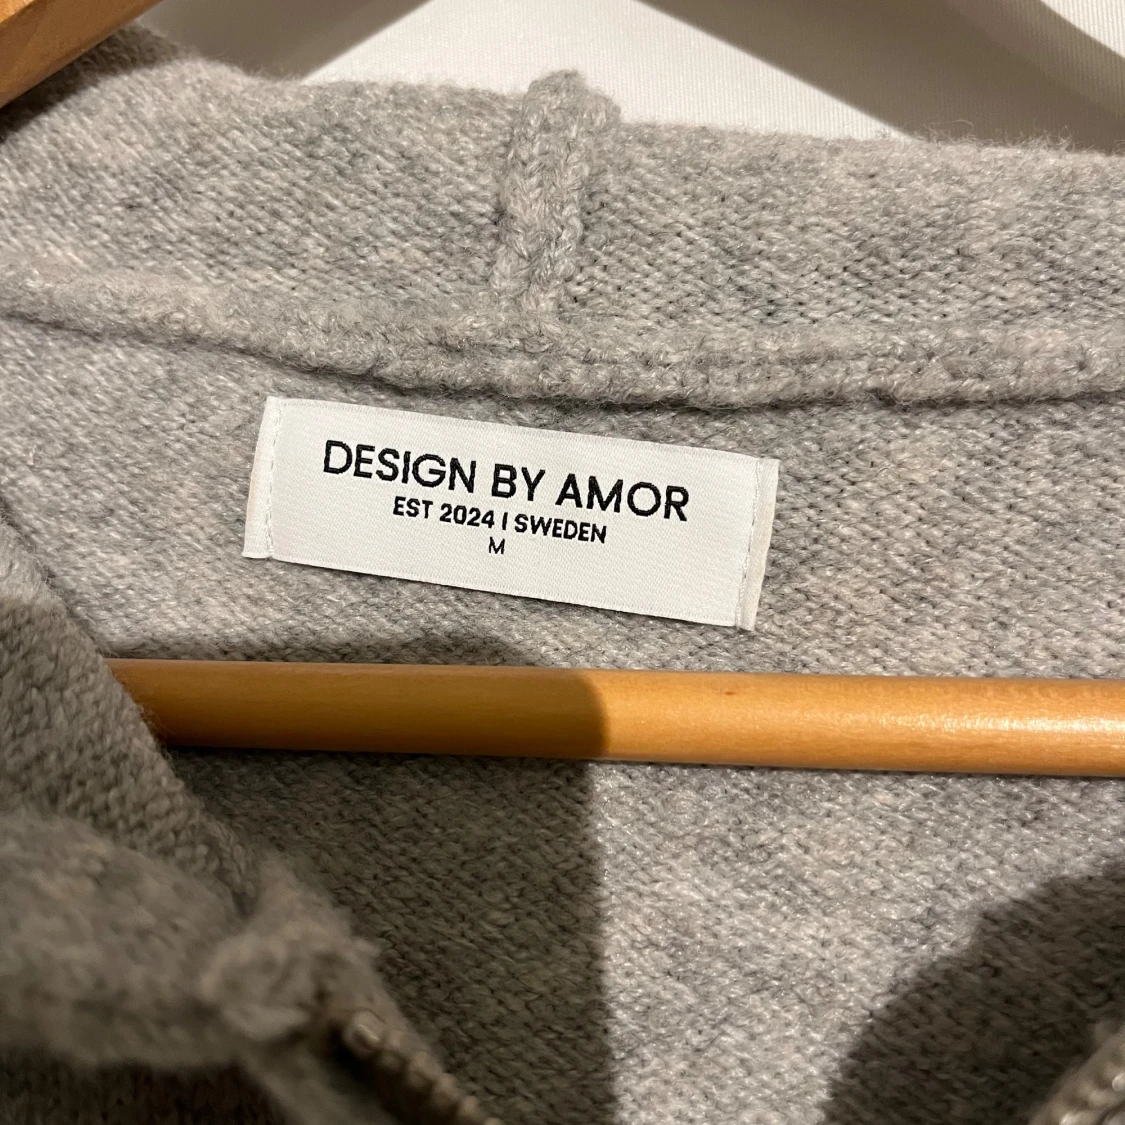 DESIGN BY AMOR
EST 2024 | SWEDEN
M